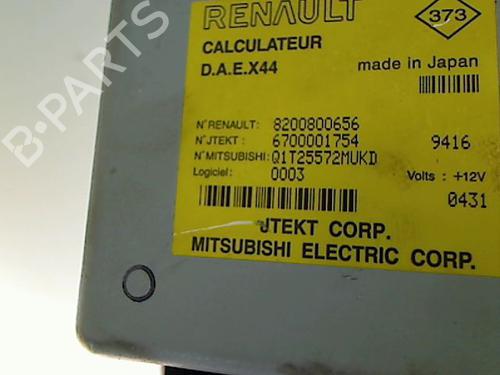 RENAULT
373
CALCULATEUR
D.A.E.X44
made in Japan
N°RENAULT: 8200800656
N°JTEKT: 6700001754 9416
N°MITSUBISHI: Q1T25572MUKD
Logiciel: 0003 Volts: +12V
0431
JTEKT CORP.
MITSUBISHI ELECTRIC CORP.
B-PARTS